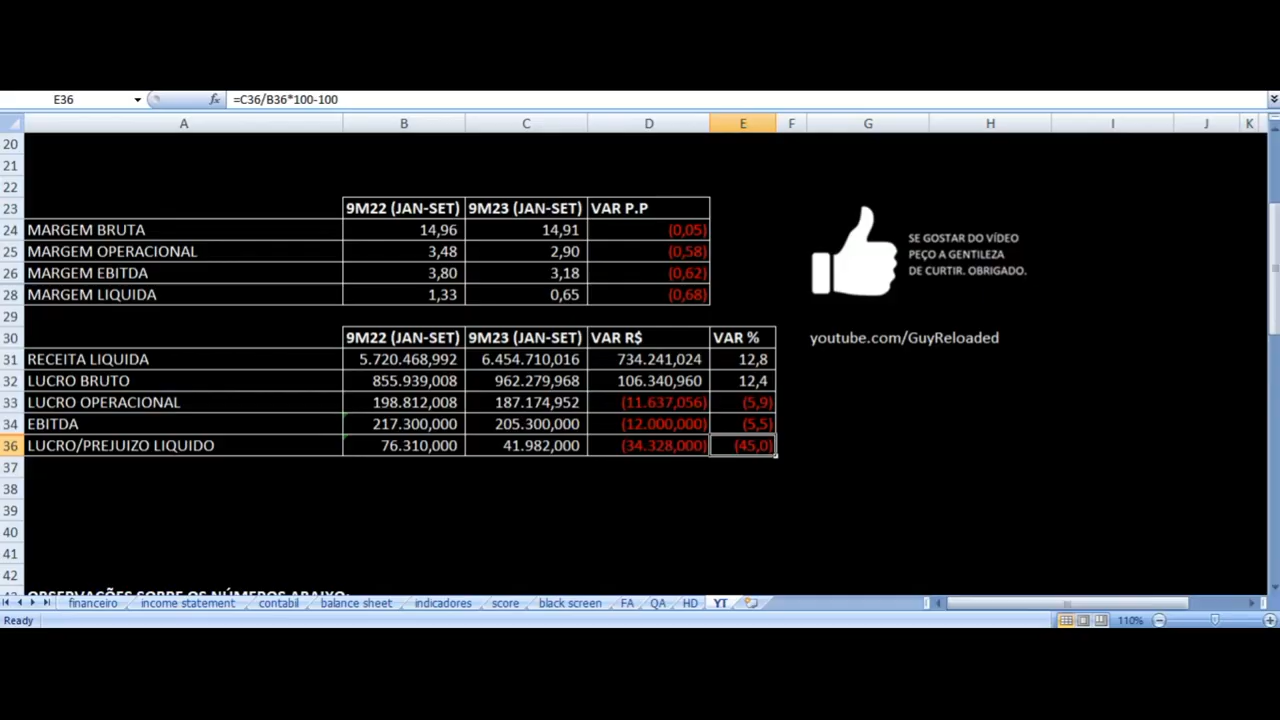 E36 fx =C36/B36*100-100
A B C D E F G H I J K
20
21
22
23 9M22 (JAN-SET) 9M23 (JAN-SET) VAR P.P
24 MARGEM BRUTA 14,96 14,91 (0,05)
25 MARGEM OPERACIONAL 3,48 2,90 (0,58)
26 MARGEM EBITDA 3,80 3,18 (0,62)
28 MARGEM LIQUIDA 1,33 0,65 (0,68)
SE GOSTAR DO VÍDEO
PEÇO A GENTILEZA
DE CURTIR. OBRIGADO.
29
30 9M22 (JAN-SET) 9M23 (JAN-SET) VAR R$ VAR % youtube.com/GuyReloaded
31 RECEITA LIQUIDA 5.720.468,992 6.454.710,016 734.241,024 12,8
32 LUCRO BRUTO 855.939,008 962.279,968 106.340,960 12,4
33 LUCRO OPERACIONAL 198.812,008 187.174,952 (11.637,056) (5,9)
34 EBITDA 217.300,000 205.300,000 (12.000,000) (5,5)
36 LUCRO/PREJUIZO LIQUIDO 76.310,000 41.982,000 (34.328,000) (45,0)
37
38
39
40
41
42
OBSERVAÇÕES SOBRE OS NÚMEROS ABAIXO:
financeiro income statement contabil balance sheet indicadores score black screen FA QA HD YT
Ready 110%